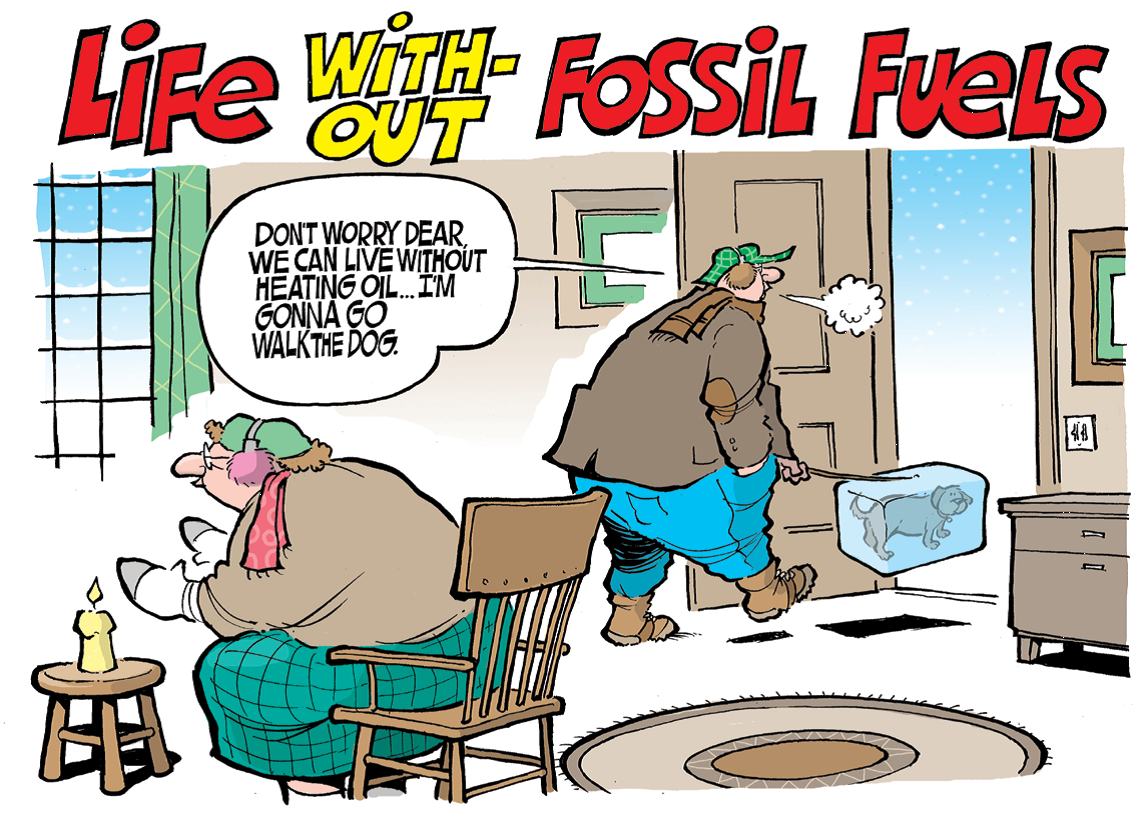 LiFe WiTH- FoSSiL FueLS
OUT
DON'T WORRY DEAR,
WE CAN LIVE WITHOUT
HEATING OIL... I'M
GONNA GO
WALK THE DOG.